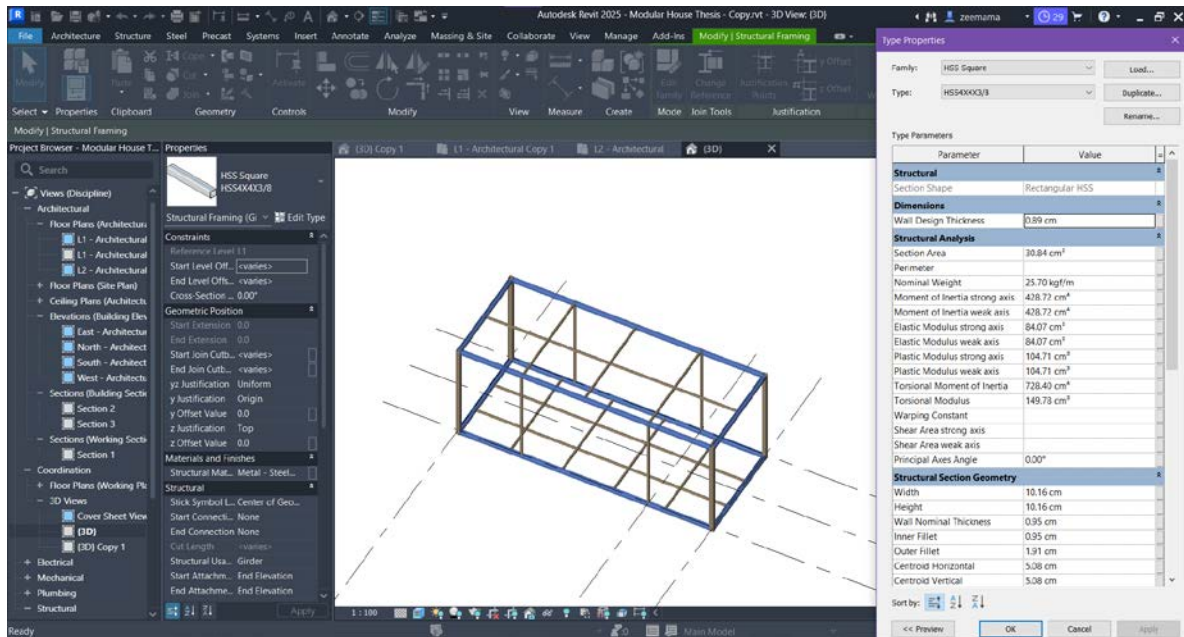 Autodesk Revit 2025 - Modular House Thesis - Copy.rvt - 3D View: {3D}
zeemama
29
File Architecture Structure Steel Precast Systems Insert Annotate Analyze Massing & Site Collaborate View Manage Add-Ins Modify | Structural Framing
Modify
Paste
Cope
Cut
Join
Activate
Edit Family
Change Reference
Justification Points
y Offset
z Offset
Select Properties Clipboard Geometry Controls Modify View Measure Create Mode Join Tools Justification
Modify | Structural Framing
Project Browser - Modular House T...
Search
Views (Discipline)
Architectural
Floor Plans (Architectura
L1 - Architectural
L1 - Architectural
L2 - Architectural
Floor Plans (Site Plan)
Ceiling Plans (Architectu
Elevations (Building Elev
East - Architectur
North - Architect
South - Architect
West - Architectu
Sections (Building Sectio
Section 2
Section 3
Sections (Working Secti
Section 1
Coordination
Floor Plans (Working Pla
3D Views
Cover Sheet View
{3D}
{3D} Copy 1
Electrical
Mechanical
Plumbing
Structural
Ready
Properties
HSS Square
HSS4X4X3/8
Structural Framing (Gi
Edit Type
Constraints
Reference Level L1
Start Level Off... <varies>
End Level Offs... <varies>
Cross-Section ... 0.00°
Geometric Position
Start Extension 0.0
End Extension 0.0
Start Join Cutb... <varies>
End Join Cutb... <varies>
yz Justification Uniform
y Justification Origin
y Offset Value 0.0
z Justification Top
z Offset Value 0.0
Materials and Finishes
Structural Mat... Metal - Steel...
Structural
Stick Symbol L... Center of Geo...
Start Connecti... None
End Connection None
Cut Length <varies>
Structural Usa... Girder
Start Attachm... End Elevation
End Attachme... End Elevation
Apply
{3D} Copy 1
L1 - Architectural Copy 1
L2 - Architectural
{3D}
1 : 100
:0
Main Model
Type Properties
Family: HSS Square Load...
Type: HSS4X4X3/8 Duplicate...
Rename...
Type Parameters
Parameter Value =
Structural
Section Shape Rectangular HSS
Dimensions
Wall Design Thickness 0.89 cm
Structural Analysis
Section Area 30.84 cm²
Perimeter
Nominal Weight 25.70 kgf/m
Moment of Inertia strong axis 428.72 cm⁴
Moment of Inertia weak axis 428.72 cm⁴
Elastic Modulus strong axis 84.07 cm³
Elastic Modulus weak axis 84.07 cm³
Plastic Modulus strong axis 104.71 cm³
Plastic Modulus weak axis 104.71 cm³
Torsional Moment of Inertia 728.40 cm⁴
Torsional Modulus 149.78 cm³
Warping Constant
Shear Area strong axis
Shear Area weak axis
Principal Axes Angle 0.00°
Structural Section Geometry
Width 10.16 cm
Height 10.16 cm
Wall Nominal Thickness 0.95 cm
Inner Fillet 0.95 cm
Outer Fillet 1.91 cm
Centroid Horizontal 5.08 cm
Centroid Vertical 5.08 cm
Sort by:
<< Preview OK Cancel Apply